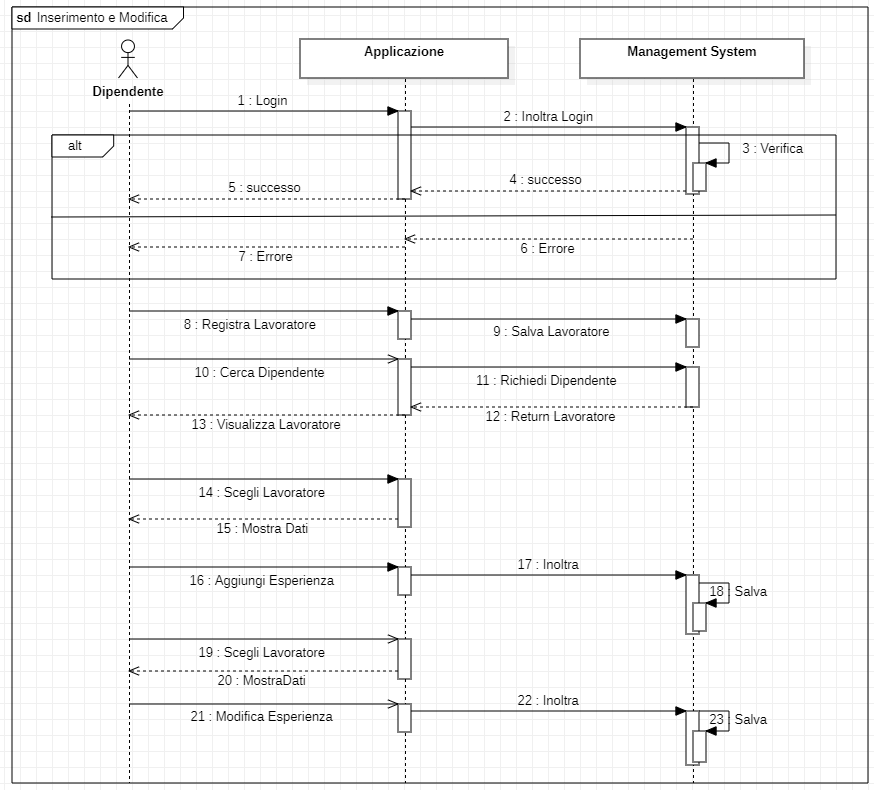 sd Inserimento e Modifica
Dipendente
Applicazione
Management System
1 : Login
2 : Inoltra Login
alt
3 : Verifica
4 : successo
5 : successo
6 : Errore
7 : Errore
8 : Registra Lavoratore
9 : Salva Lavoratore
10 : Cerca Dipendente
11 : Richiedi Dipendente
12 : Return Lavoratore
13 : Visualizza Lavoratore
14 : Scegli Lavoratore
15 : Mostra Dati
16 : Aggiungi Esperienza
17 : Inoltra
18 : Salva
19 : Scegli Lavoratore
20 : MostraDati
21 : Modifica Esperienza
22 : Inoltra
23 : Salva